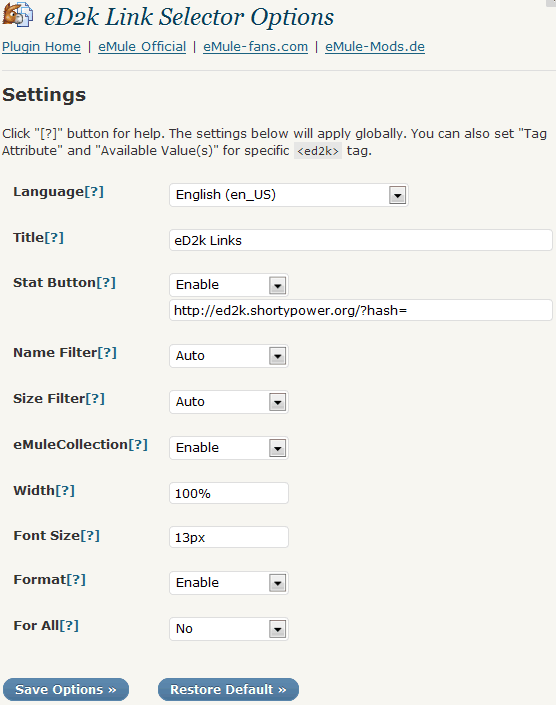 eD2k Link Selector Options
Plugin Home | eMule Official | eMule-fans.com | eMule-Mods.de
Settings
Click "[?]" button for help. The settings below will apply globally. You can also set "Tag
Attribute" and "Available Value(s)" for specific <ed2k> tag.
Language[?] English (en_US)
Title[?] eD2k Links
Stat Button[?] Enable
http://ed2k.shortypower.org/?hash=
Name Filter[?] Auto
Size Filter[?] Auto
eMuleCollection[?] Enable
Width[?] 100%
Font Size[?] 13px
Format[?] Enable
For All[?] No
Save Options » Restore Default »